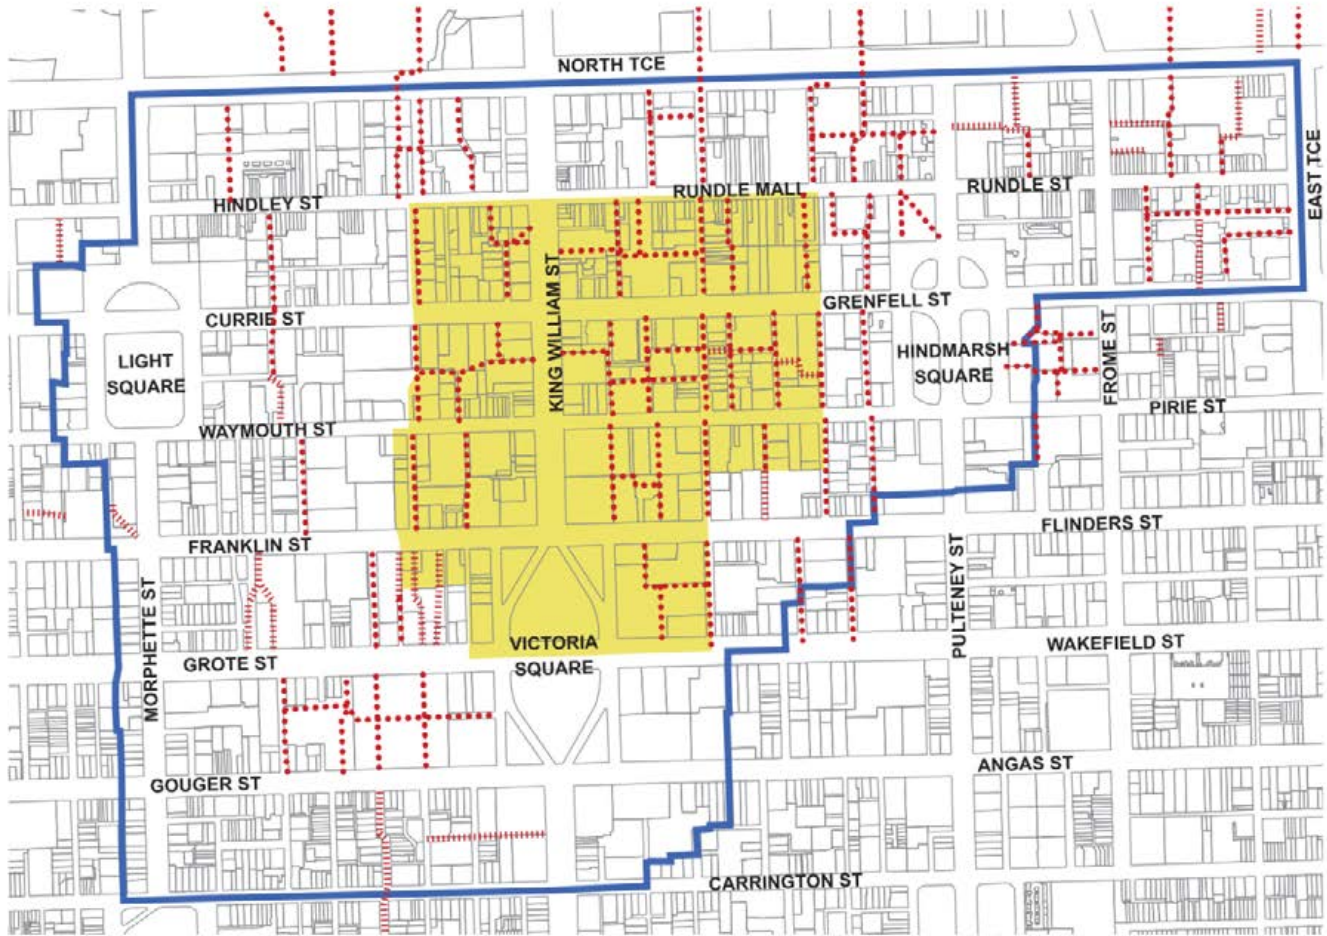 NORTH TCE
EAST TCE
HINDLEY ST
RUNDLE MALL
RUNDLE ST
KING WILLIAM ST
CURRIE ST
GRENFELL ST
LIGHT
SQUARE
HINDMARSH
SQUARE
FROME ST
WAYMOUTH ST
PIRIE ST
FRANKLIN ST
FLINDERS ST
MORPHETTE ST
PULTENEY ST
VICTORIA
SQUARE
WAKEFIELD ST
GROTE ST
GOUGER ST
ANGAS ST
CARRINGTON ST